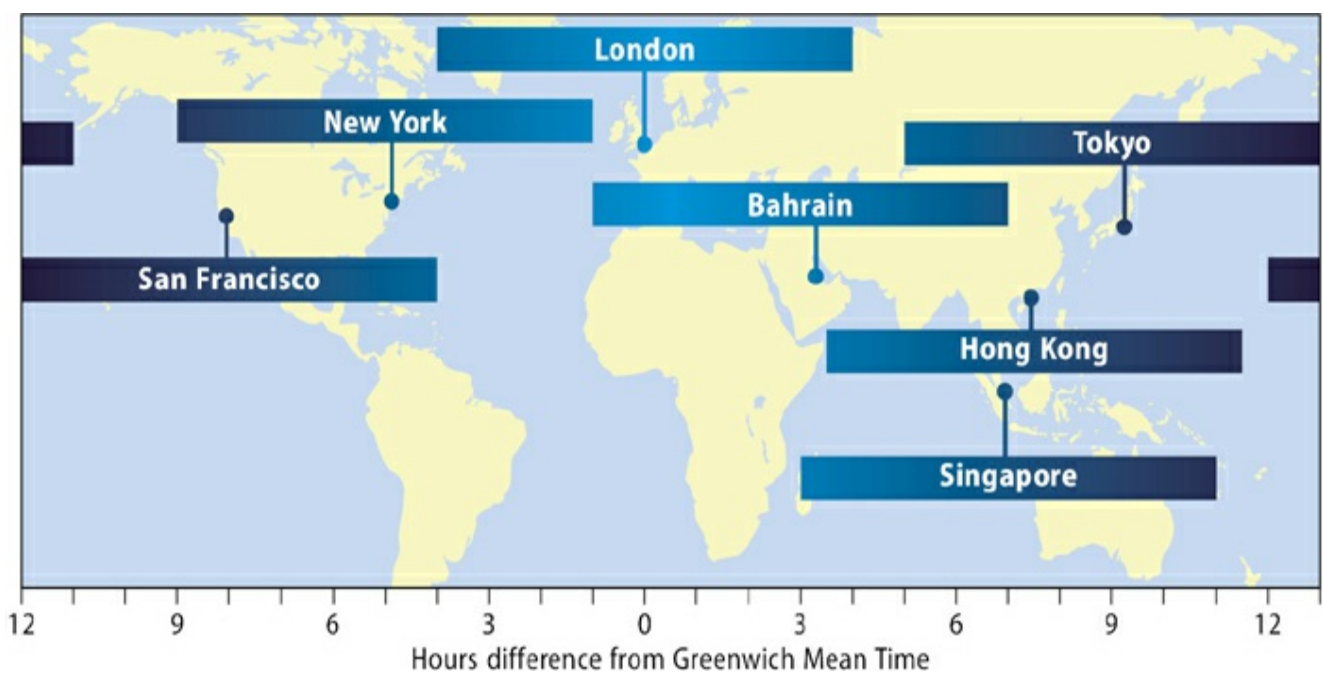 London
New York
Tokyo
Bahrain
San Francisco
Hong Kong
Singapore
12 9 6 3 0 3 6 9 12
Hours difference from Greenwich Mean Time